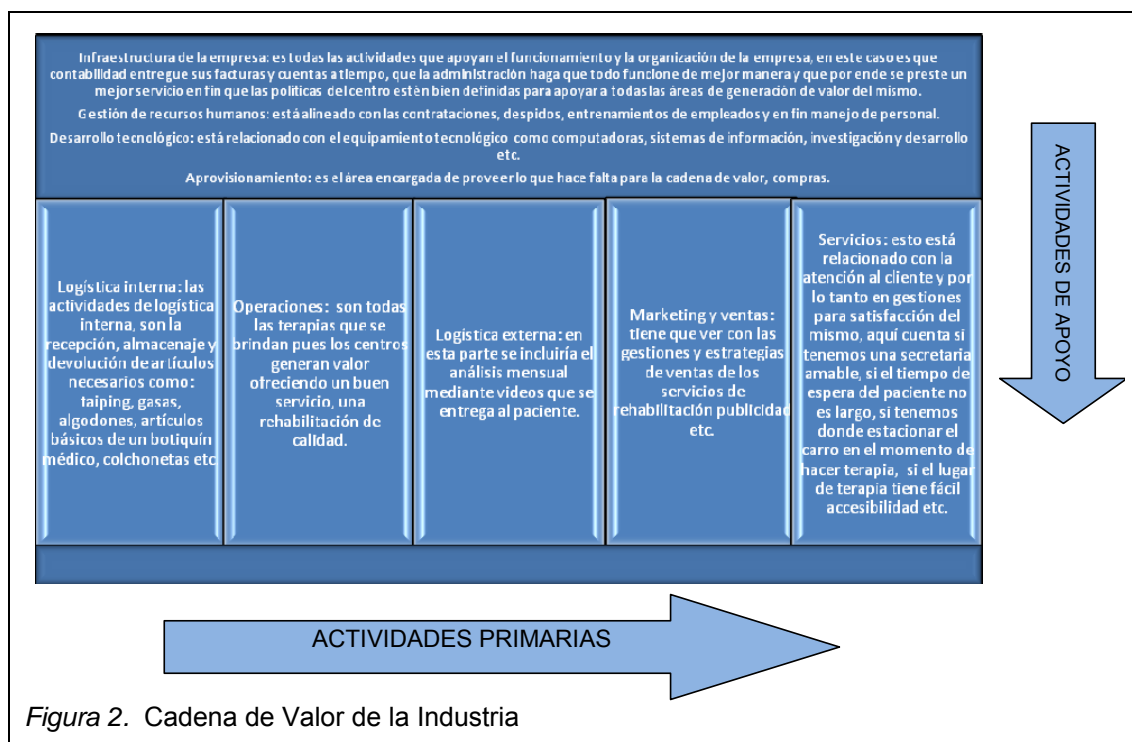 Infraestructura de la empresa: es todas las actividades que apoyan el funcionamiento y la organización de la empresa, en este caso es que
contabilidad entregue sus facturas y cuentas a tiempo, que la administración haga que todo funcione de mejor manera y que por ende se preste un
mejor servicio en fin que las políticas del centro estén bien definidas para apoyar a todas las áreas de generación de valor del mismo.
Gestión de recursos humanos: está alineado con las contrataciones, despidos, entrenamientos de empleados y en fin manejo de personal.
Desarrollo tecnológico: está relacionado con el equipamiento tecnológico como computadoras, sistemas de información, investigación y desarrollo
etc.
Aprovisionamiento: es el área encargada de proveer lo que hace falta para la cadena de valor, compras.
Logística interna: las
actividades de logística
interna, son la
recepción, almacenaje y
devolución de artículos
necesarios como:
taiping, gasas,
algodones, artículos
básicos de un botiquín
médico, colchonetas etc
Operaciones: son todas
las terapias que se
brindan pues los centros
generan valor
ofreciendo un buen
servicio, una
rehabilitación de
calidad.
Logística externa: en
esta parte se incluiría el
análisis mensual
mediante videos que se
entrega al paciente.
Marketing y ventas:
tiene que ver con las
gestiones y estrategias
de ventas de los
servicios de
rehabilitación publicidad
etc.
Servicios: esto está
relacionado con la
atención al cliente y por
lo tanto en gestiones
para satisfacción del
mismo, aquí cuenta si
tenemos una secretaria
amable, si el tiempo de
espera del paciente no
es largo, si tenemos
donde estacionar el
carro en el momento de
hacer terapia, si el lugar
de terapia tiene fácil
accesibilidad etc.
ACTIVIDADES DE APOYO
ACTIVIDADES PRIMARIAS
Figura 2. Cadena de Valor de la Industria